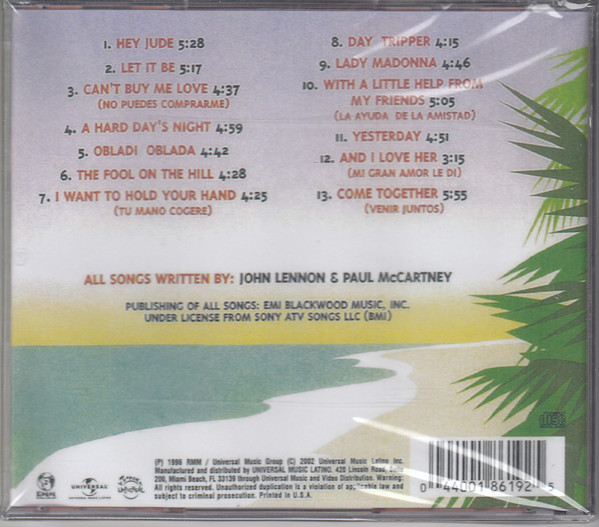 1. HEY JUDE 5:28
2. LET IT BE 5:17
3. CAN'T BUY ME LOVE 4:37
(NO PUEDES COMPRARME)
4. A HARD DAY'S NIGHT 4:59
5. OBLADI OBLADA 4:42
6. THE FOOL ON THE HILL 4:28
7. I WANT TO HOLD YOUR HAND 4:25
(TU MANO COGERE)
8. DAY TRIPPER 4:15
9. LADY MADONNA 4:46
10. WITH A LITTLE HELP FROM
MY FRIENDS 5:05
(LA AYUDA DE LA AMISTAD)
11. YESTERDAY 4:51
12. AND I LOVE HER 3:15
(MI GRAN AMOR LE DI)
13. COME TOGETHER 5:55
(VENIR JUNTOS)
ALL SONGS WRITTEN BY: JOHN LENNON & PAUL McCARTNEY
PUBLISHING OF ALL SONGS: EMI BLACKWOOD MUSIC, INC.
UNDER LICENSE FROM SONY ATV SONGS LLC (BMI)
(P) 1996 RMM / Universal Music Group (C) 2002 Universal Music Latino Inc.
Manufactured and distributed by UNIVERSAL MUSIC LATINO. 420 Lincoln Road, Suite
200, Miami Beach, FL 33139 through Universal Music and Video Distribution. Warning:
All rights reserved. Unauthorized duplication is a violation of applicable law and
subject to criminal prosecution. Printed in U.S.A.
UNIVERSAL
0 44001 86192 5